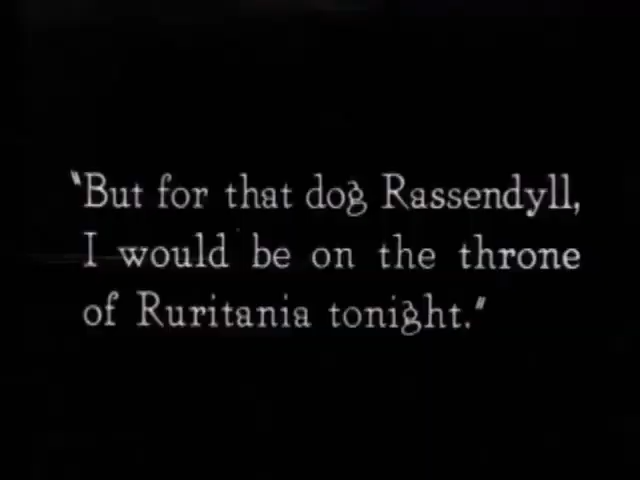 "But for that dog Rassendyll,
I would be on the throne
of Ruritania tonight."